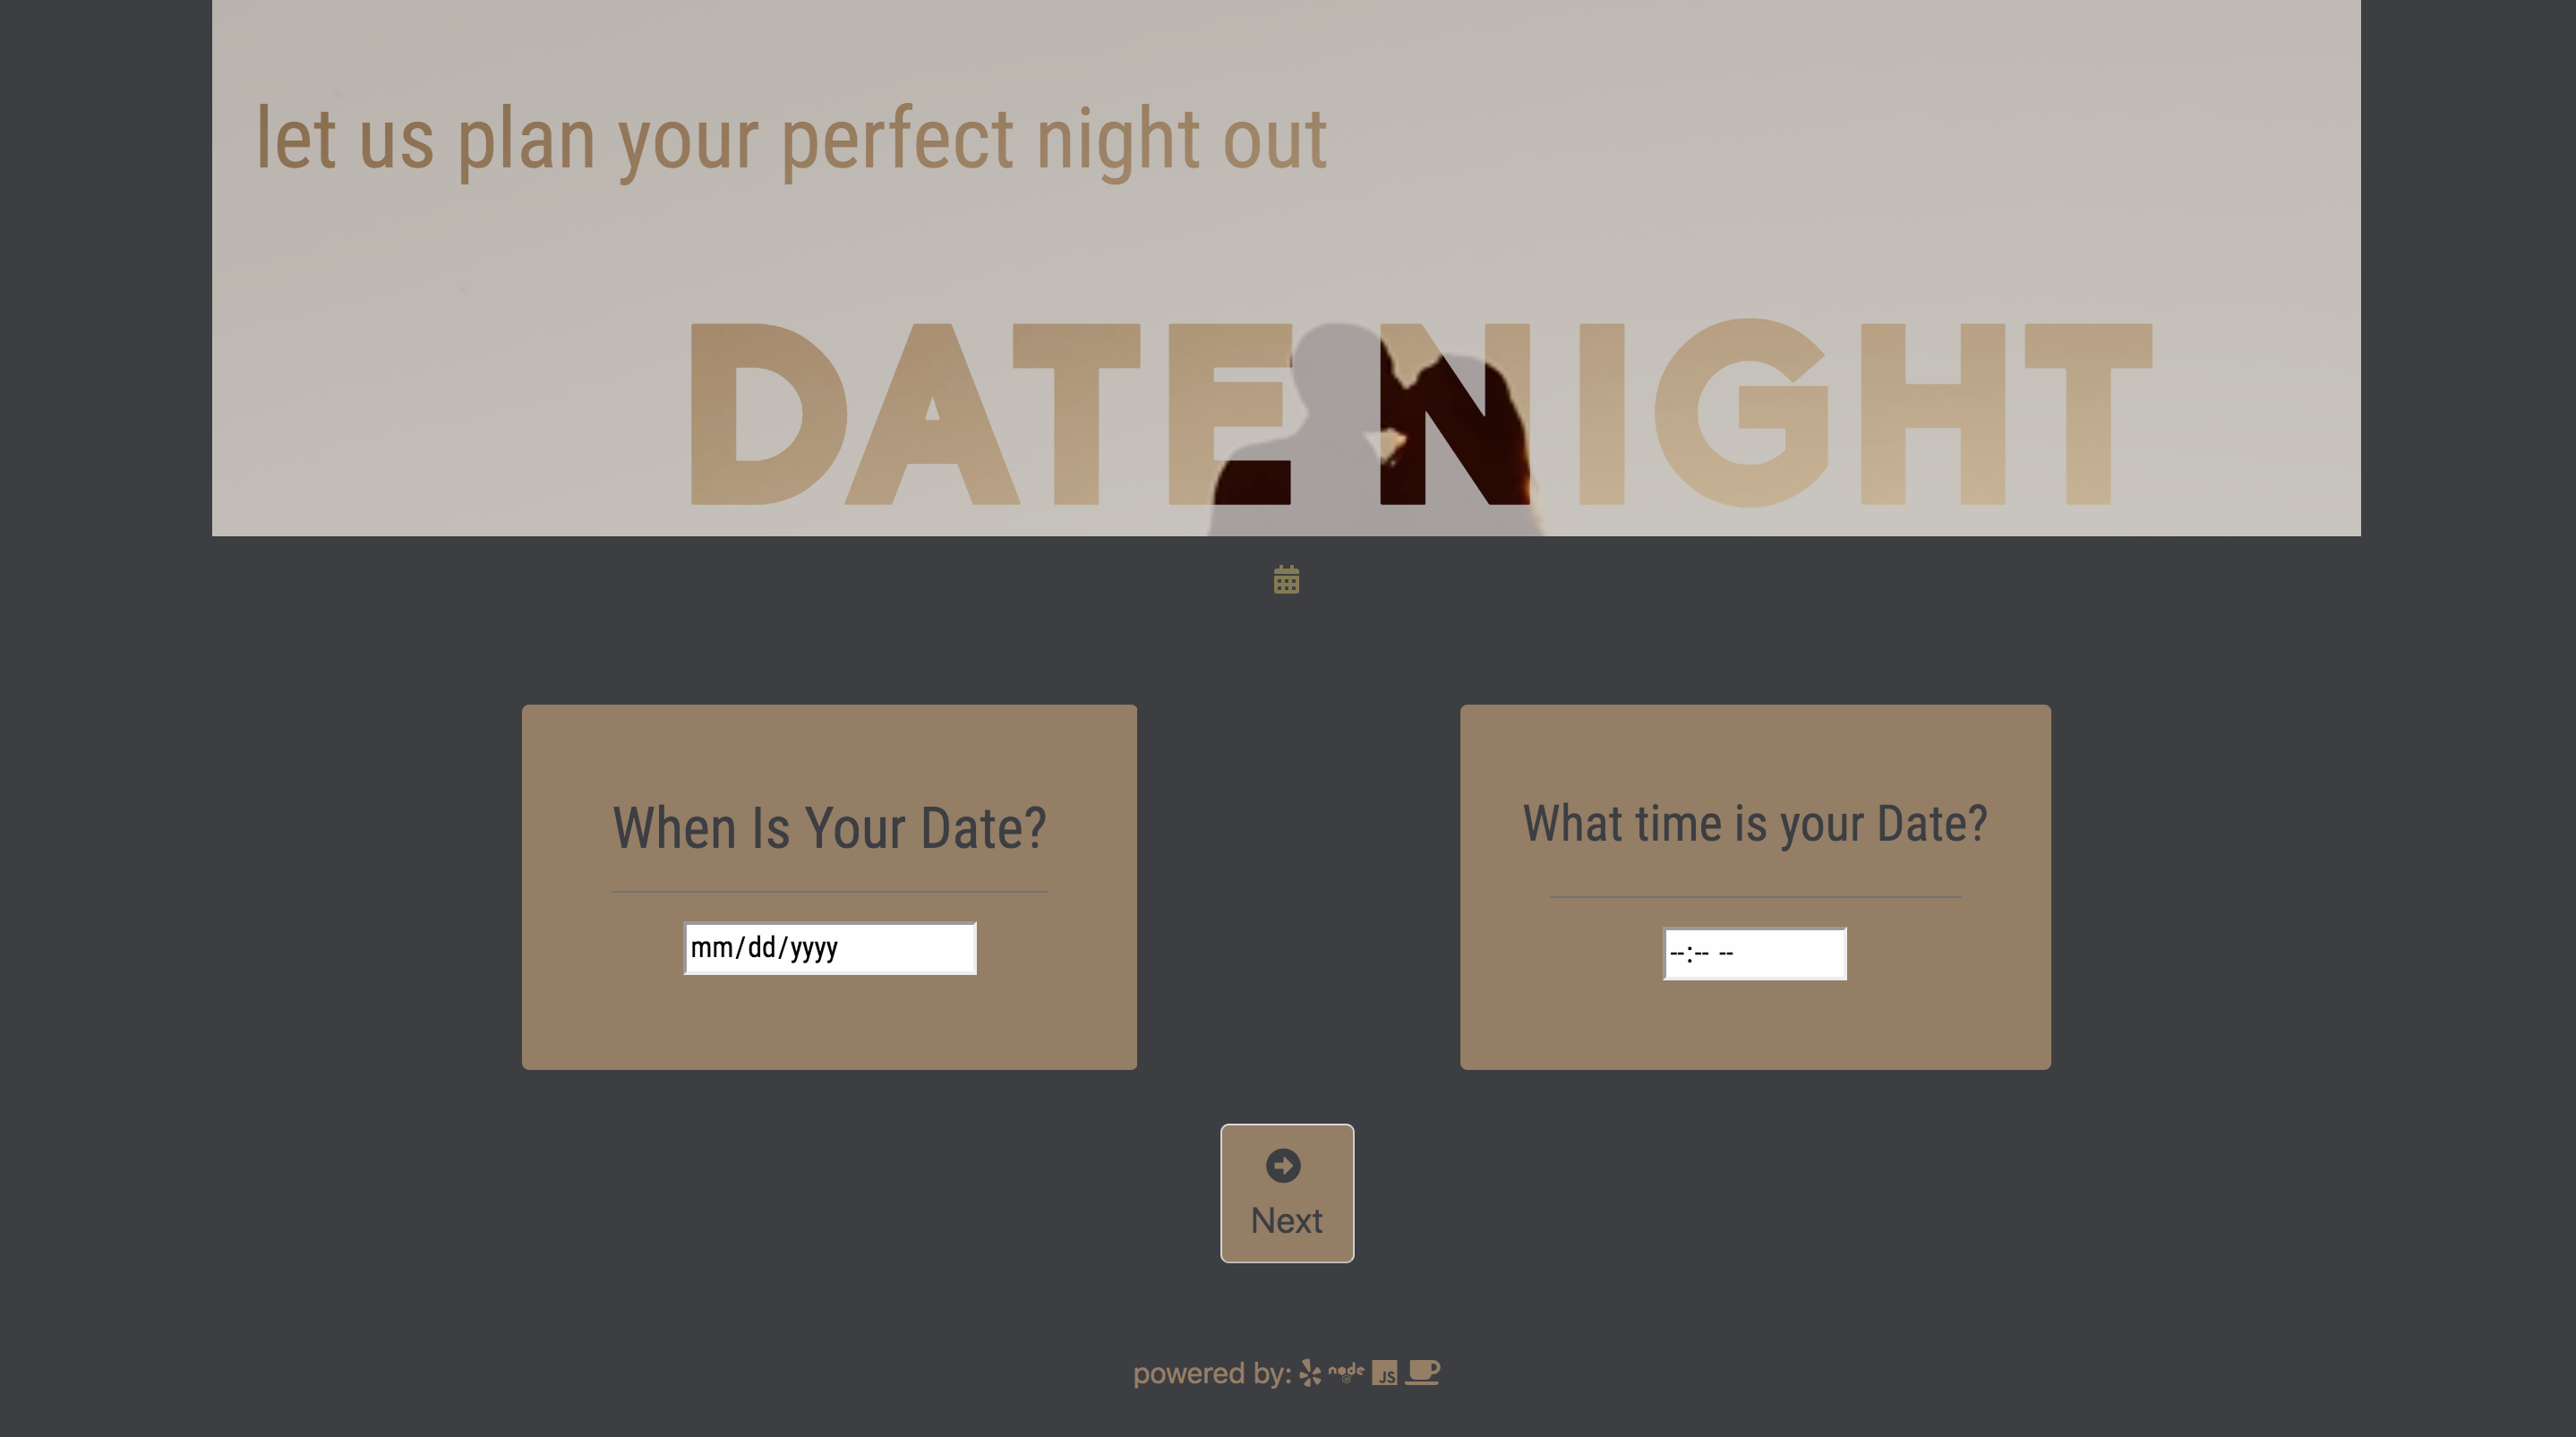 let us plan your perfect night out
DATE NIGHT
When Is Your Date?
What time is your Date?
mm/dd/yyyy
--:-- --
Next
powered by: node JS